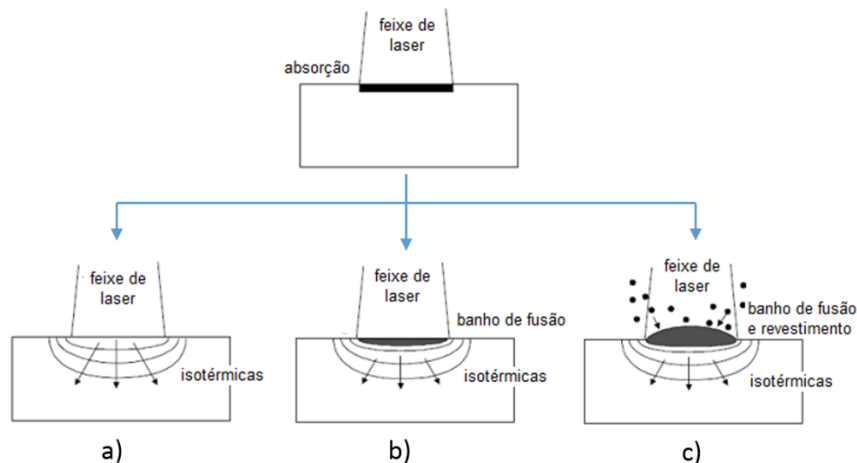 feixe de
laser
absorção
feixe de
laser
isotérmicas
a)
feixe de
laser
banho de fusão
isotérmicas
b)
feixe de
laser
banho de fusão
e revestimento
isotérmicas
c)